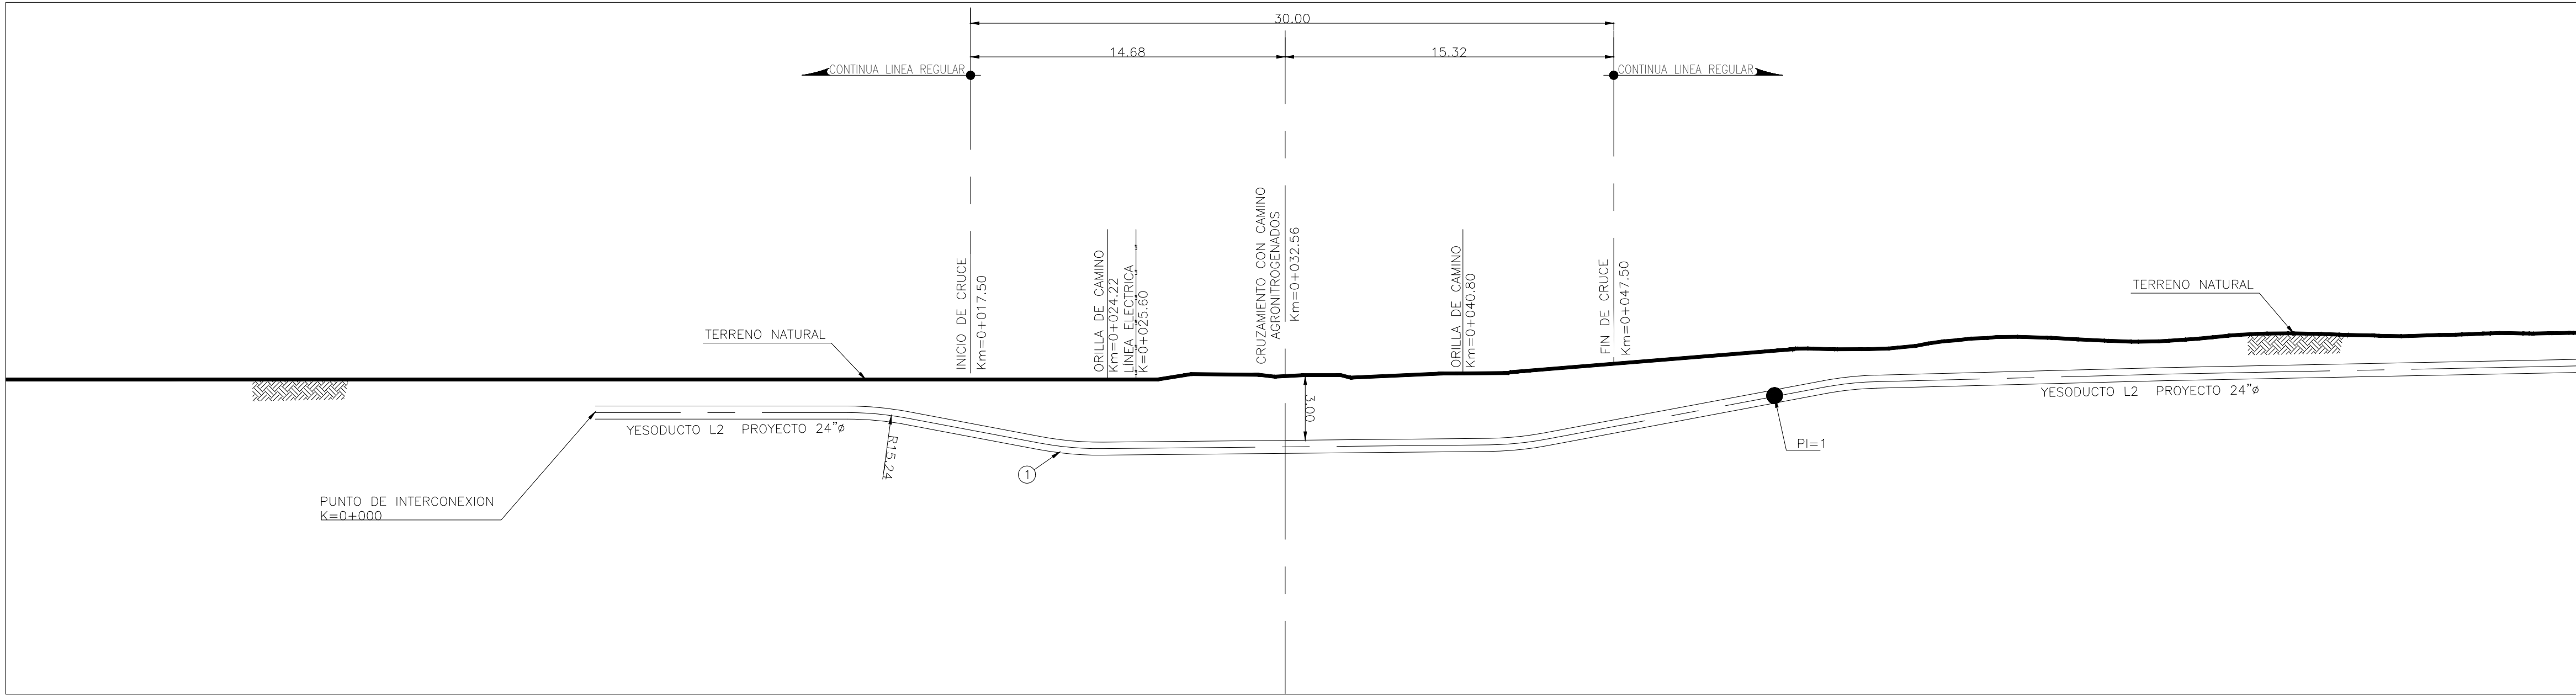 30.00
14.68
15.32
CONTINUA LINEA REGULAR
CONTINUA LINEA REGULAR
INICIO DE CRUCE
Km=0+017.50
ORILLA DE CAMINO
Km=0+024.22
LÍNEA ELECTRICA
K=0+025.60
CRUZAMIENTO CON CAMINO
AGRONITROGENADOS
Km=0+032.56
ORILLA DE CAMINO
Km=0+040.80
FIN DE CRUCE
Km=0+047.50
TERRENO NATURAL
TERRENO NATURAL
3.00
YESODUCTO L2 PROYECTO 24"ø
R15.24
1
PI=1
YESODUCTO L2 PROYECTO 24"ø
PUNTO DE INTERCONEXION
K=0+000